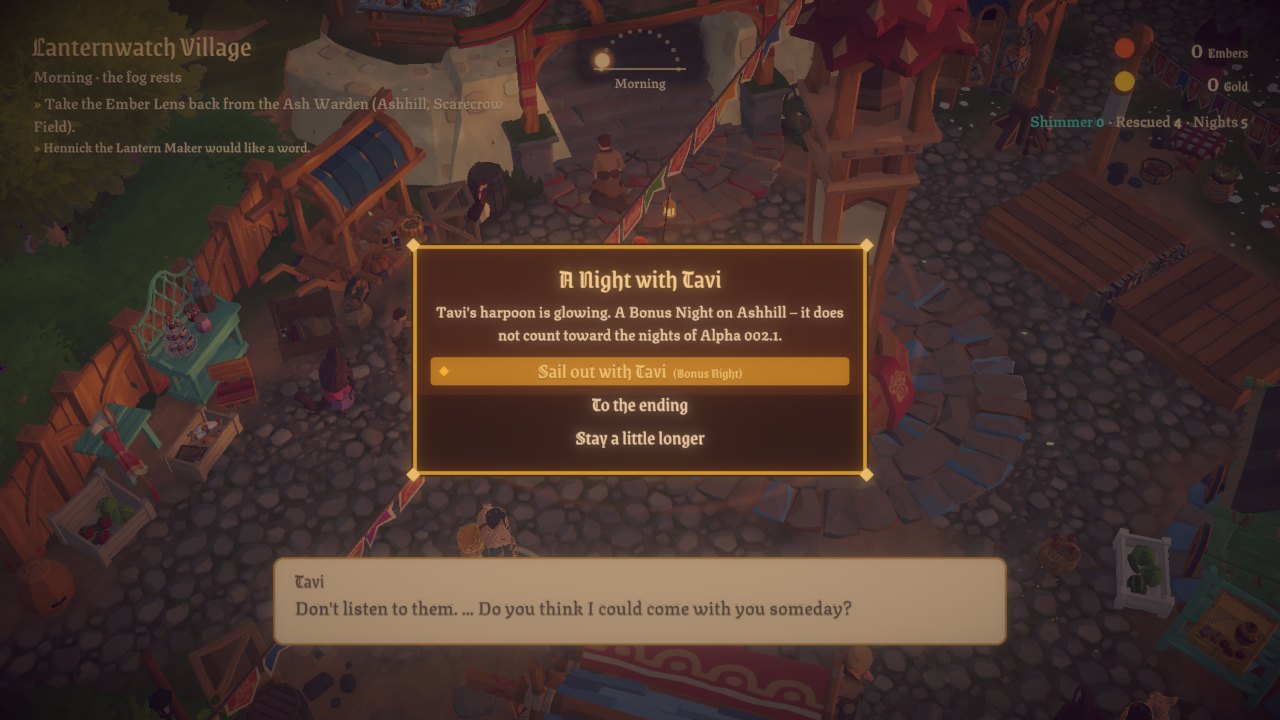 Lanternwatch Village
Morning · the fog rests
» Take the Ember Lens back from the Ash Warden (Ashhill, Scarecrow
Field).
» Hennick the Lantern Maker would like a word.
Morning
0 Embers
0 Gold
Shimmer 0 · Rescued 4 · Nights 5
A Night with Tavi
Tavi's harpoon is glowing. A Bonus Night on Ashhill – it does
not count toward the nights of Alpha 002.1.
Sail out with Tavi (Bonus Night)
To the ending
Stay a little longer
Tavi
Don't listen to them. ... Do you think I could come with you someday?